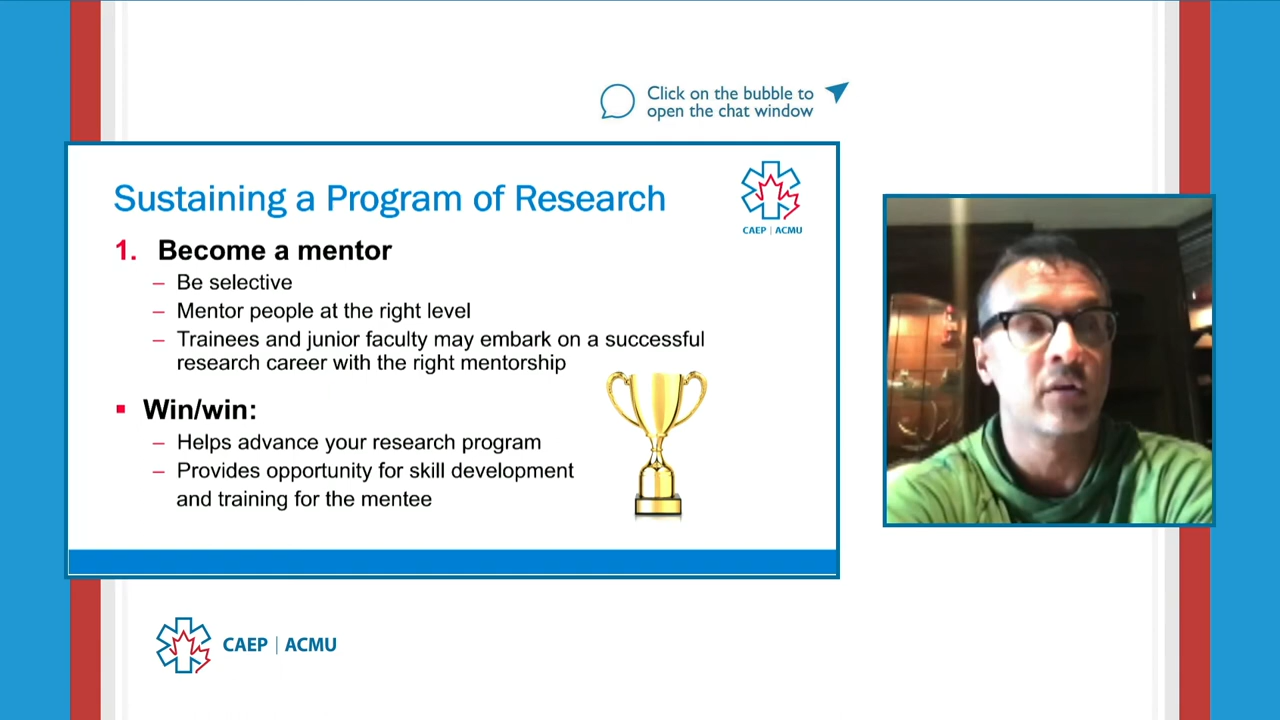 Click on the bubble to
open the chat window
Sustaining a Program of Research
CAEP | ACMU
1. Become a mentor
– Be selective
– Mentor people at the right level
– Trainees and junior faculty may embark on a successful
research career with the right mentorship
▪ Win/win:
– Helps advance your research program
– Provides opportunity for skill development
and training for the mentee
CAEP | ACMU